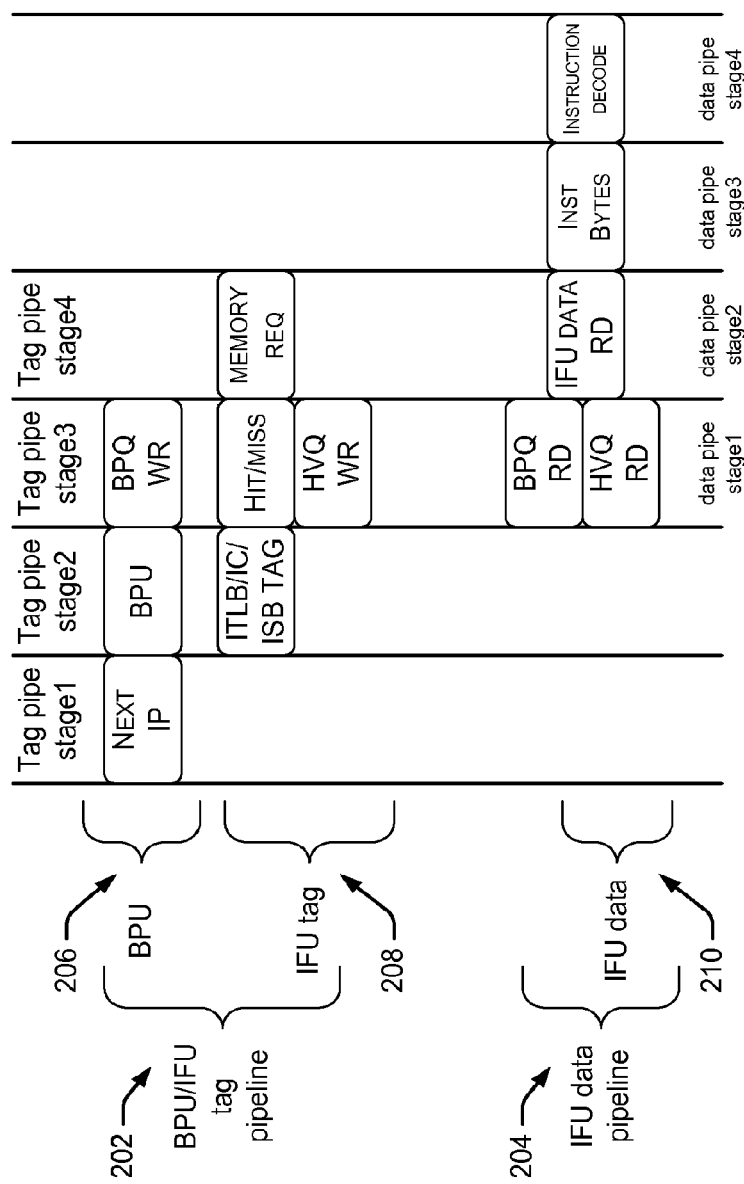 Tag pipe
stage1
Tag pipe
stage2
Tag pipe
stage3
Tag pipe
stage4
202
BPU/IFU
tag
pipeline
206
BPU
NEXT
IP
BPU
BPQ
WR
IFU tag
208
ITLB/IC/
ISB TAG
HIT/MISS
MEMORY
REQ
HVQ
WR
204
IFU data
pipeline
IFU data
210
BPQ
RD
HVQ
RD
IFU DATA
RD
INST
BYTES
INSTRUCTION
DECODE
data pipe
stage1
data pipe
stage2
data pipe
stage3
data pipe
stage4